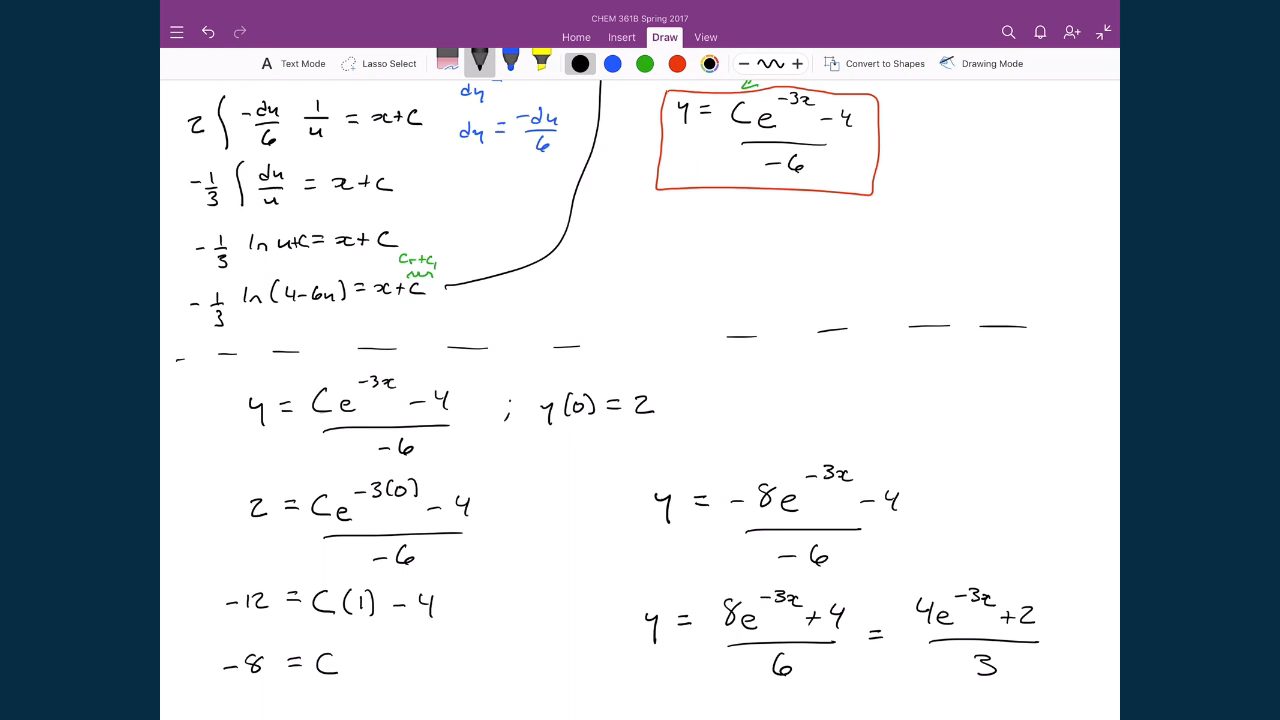 CHEM 361B Spring 2017
Home Insert Draw View
Text Mode Lasso Select Convert to Shapes Drawing Mode
dy
2 ∫ -du/6 1/u = x+C
dy = -du/6
-1/3 ∫ du/u = x+C
-1/3 ln u+C = x+C
C₁+C₁
-1/3 ln(4-6y) = x+C
y = (Ce^(-3x) - 4)/-6
y = (Ce^(-3x) - 4)/-6 ; y(0) = 2
2 = (Ce^(-3(0)) - 4)/-6
-12 = C(1) - 4
-8 = C
y = (-8e^(-3x) - 4)/-6
y = (8e^(-3x) + 4)/6 = (4e^(-3x) + 2)/3